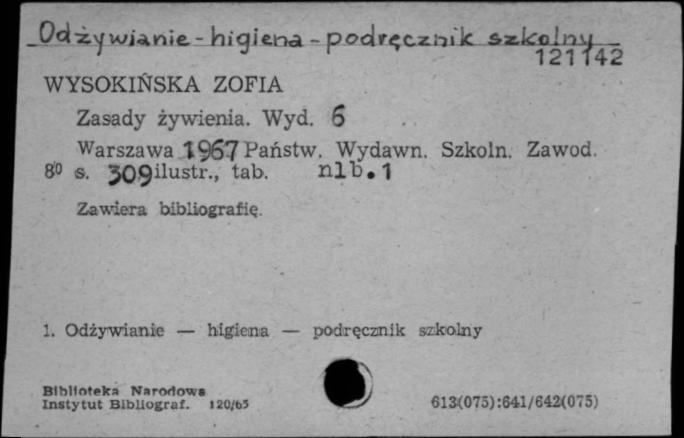 Odżywianie - higiena - podręcznik szkolny
121142
WYSOKIŃSKA ZOFIA
Zasady żywienia. Wyd. 6
Warszawa 1967 Państw. Wydawn. Szkoln. Zawod.
8⁰ s. 309 ilustr., tab. nlb. 1
Zawiera bibliografię.
1. Odżywianie — higiena — podręcznik szkolny
Biblioteka Narodowa
Instytut Bibliograf. 120/65
613(075):641/642(075)